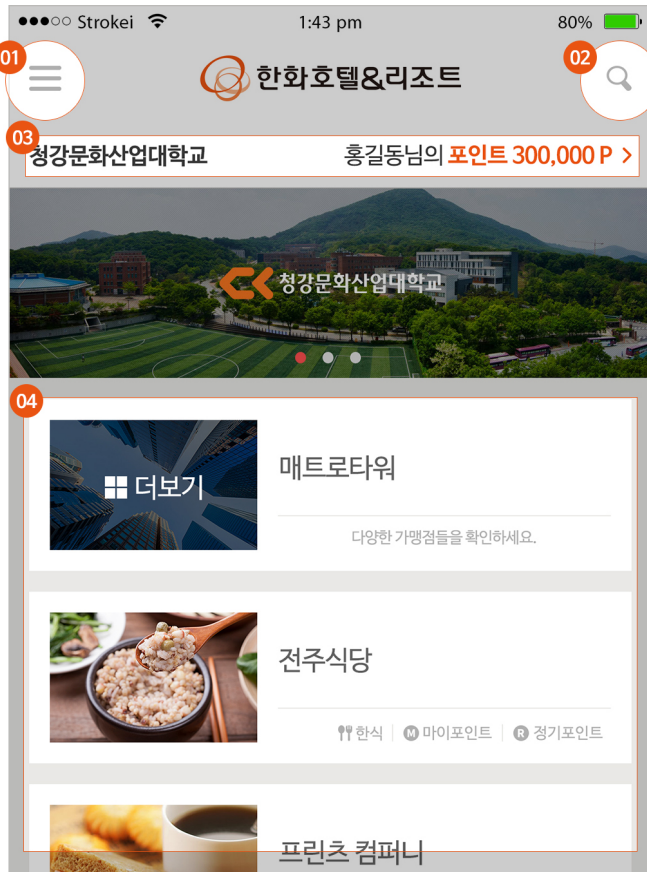 Strokei 1:43 pm 80%
01
한화호텔&리조트
02
03
청강문화산업대학교 홍길동님의 포인트 300,000 P >
청강문화산업대학교
04
더보기
매트로타워
다양한 가맹점들을 확인하세요.
전주식당
한식 | M 마이포인트 | R 정기포인트
프린츠 컴퍼니